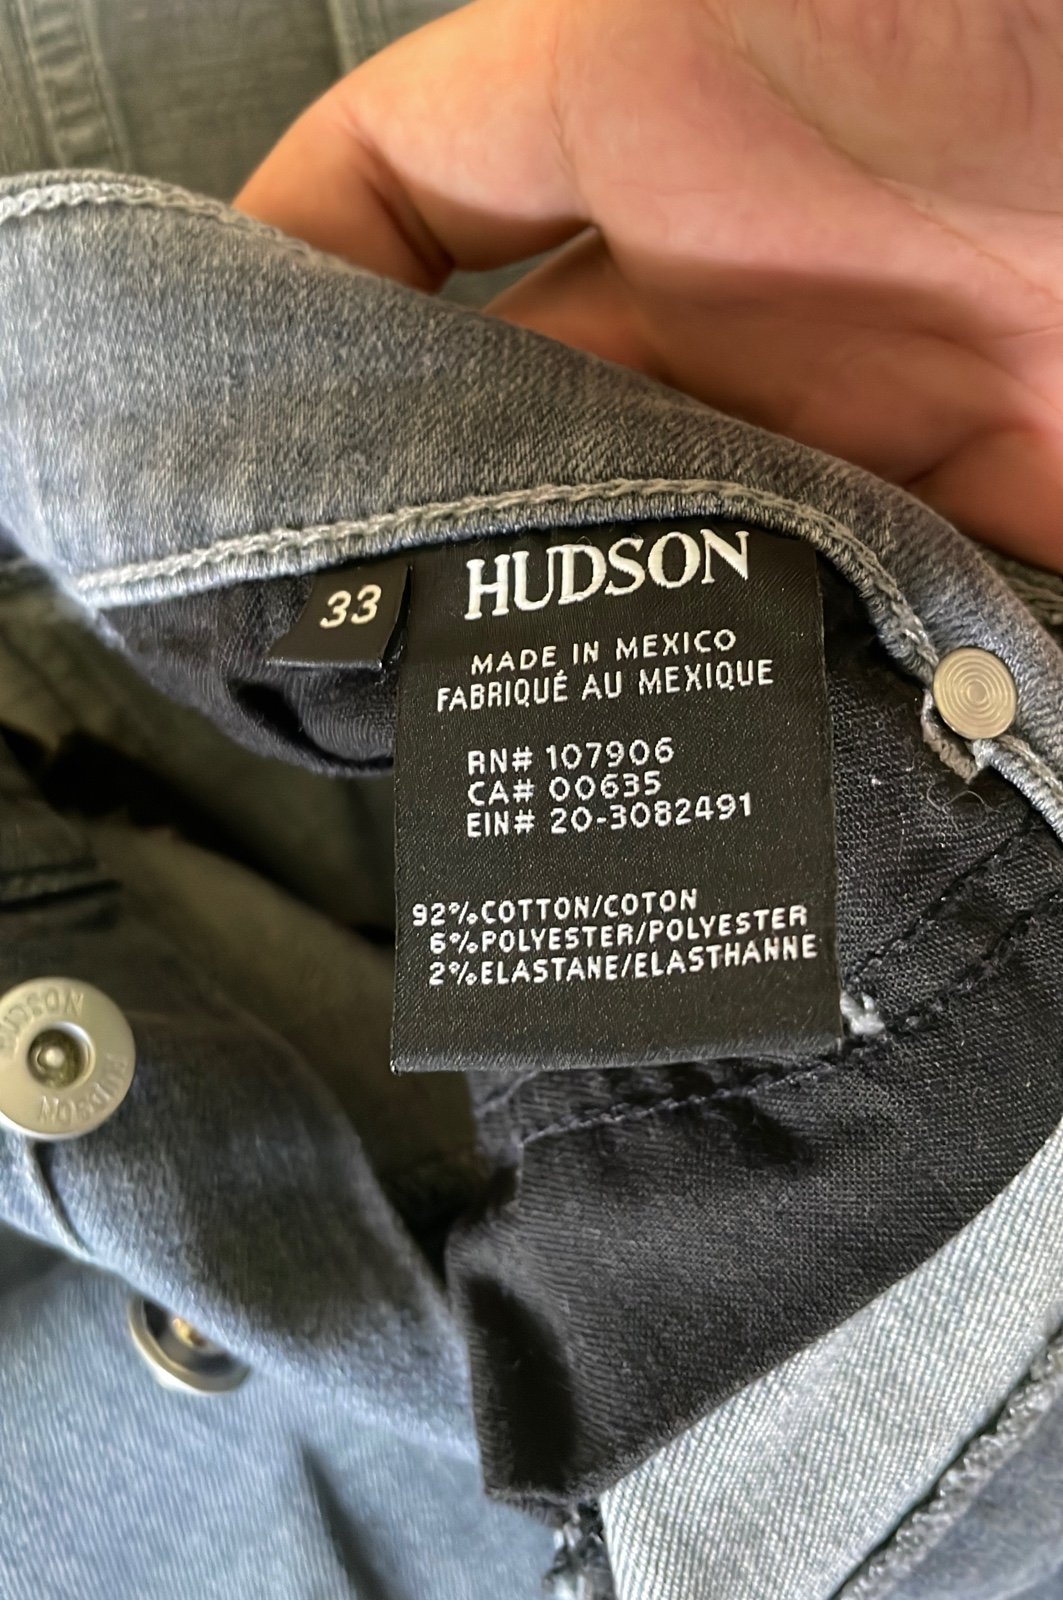 33
HUDSON
MADE IN MEXICO
FABRIQUÉ AU MEXIQUE
RN# 107906
CA# 00635
EIN# 20-3082491
92% COTTON/COTON
6% POLYESTER/POLYESTER
2% ELASTANE/ELASTHANNE
HUDSON
HUDSON